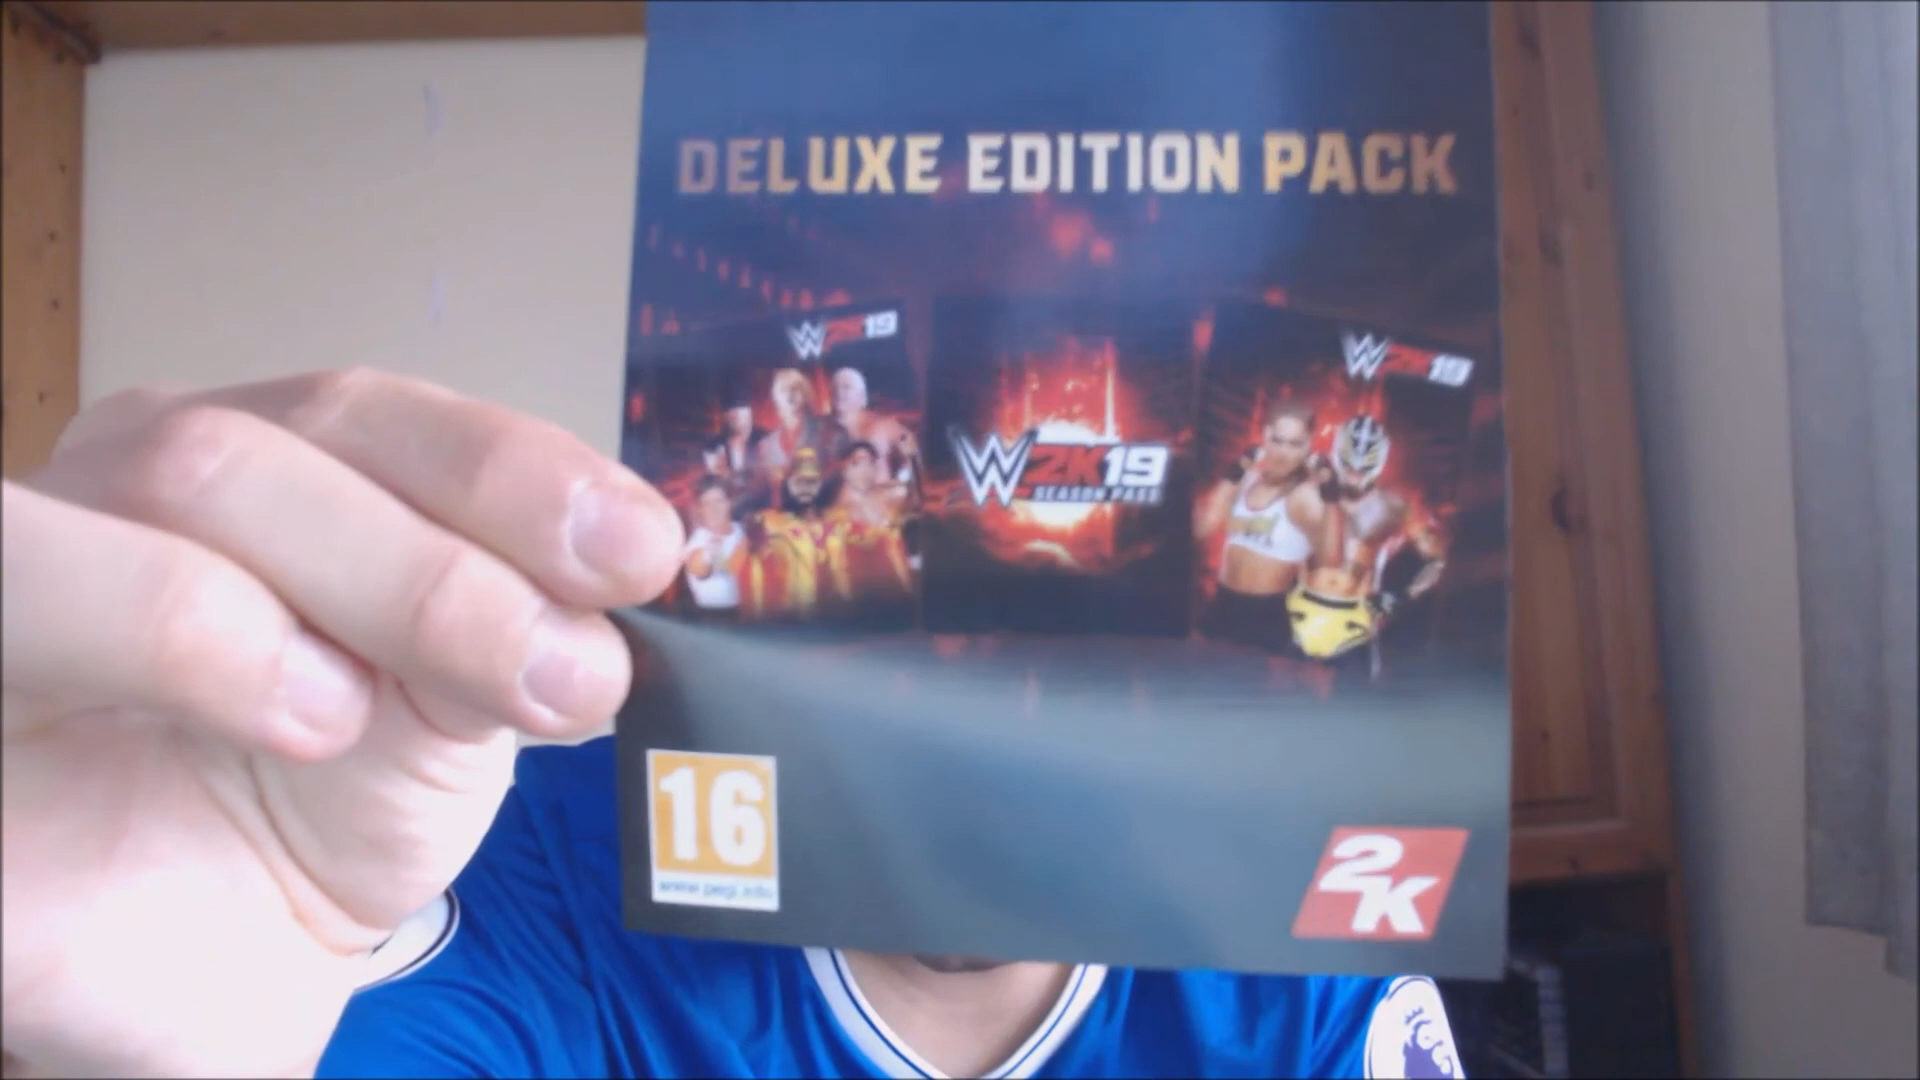 DELUXE EDITION PACK
W 2K19
W 2K19
SEASON PASS
W 2K19
16
www.pegi.info
2K